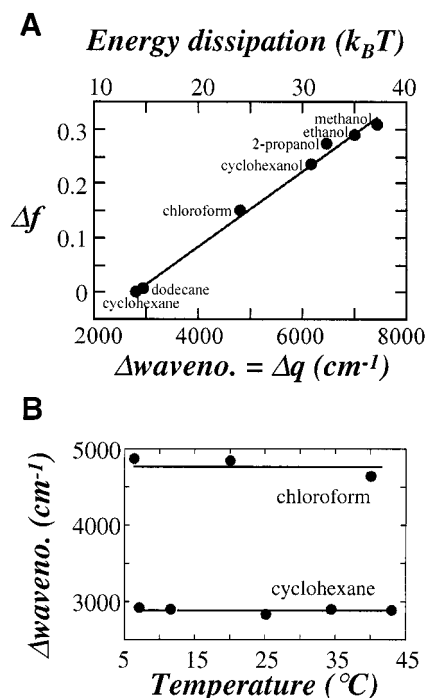 A
Energy dissipation (kBT)
10 20 30 40
0.3
0.2
0.1
0
Δf
methanol
ethanol
2-propanol
cyclohexanol
chloroform
dodecane
cyclohexane
2000 4000 6000 8000
Δwaveno. = Δq (cm-1)
B
Δwaveno. (cm-1)
5000
4000
3000
chloroform
cyclohexane
5 15 25 35 45
Temperature (°C)